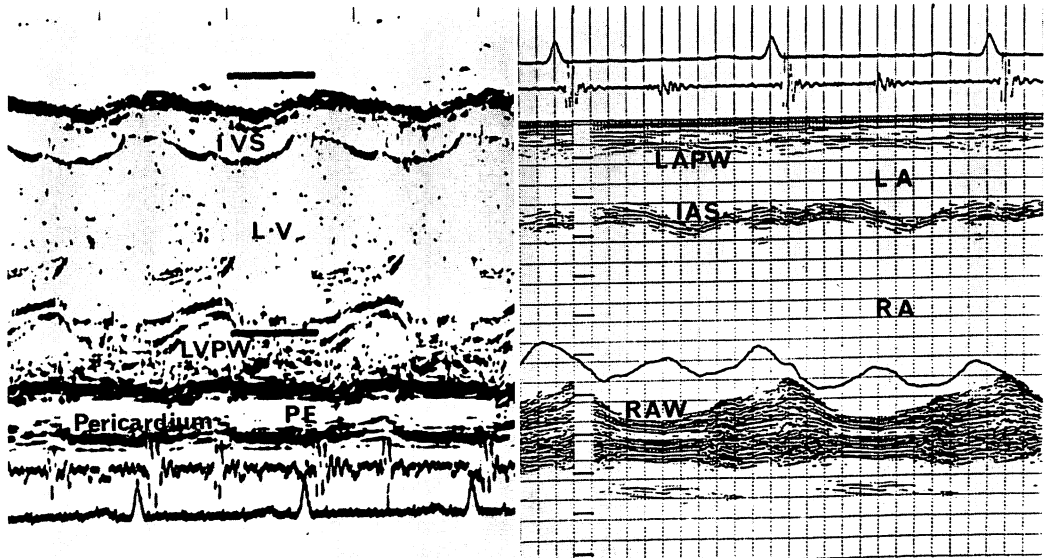 IVS
LV
LVPW
Pericardium
PE
LAPW
LA
IAS
RA
RAW